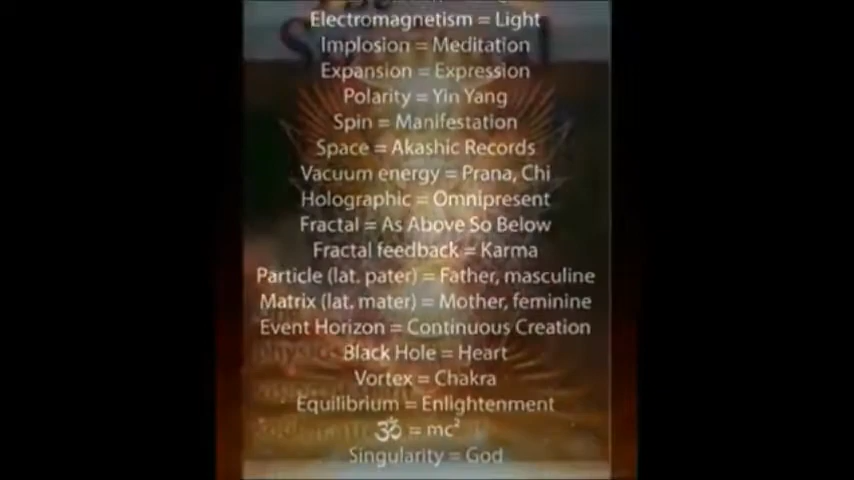 Electromagnetism = Light
Implosion = Meditation
Expansion = Expression
Polarity = Yin Yang
Spin = Manifestation
Space = Akashic Records
Vacuum energy = Prana, Chi
Holographic = Omnipresent
Fractal = As Above So Below
Fractal feedback = Karma
Particle (lat. pater) = Father, masculine
Matrix (lat. mater) = Mother, feminine
Event Horizon = Continuous Creation
Black Hole = Heart
Vortex = Chakra
Equilibrium = Enlightenment
ॐ = mc²
Singularity = God